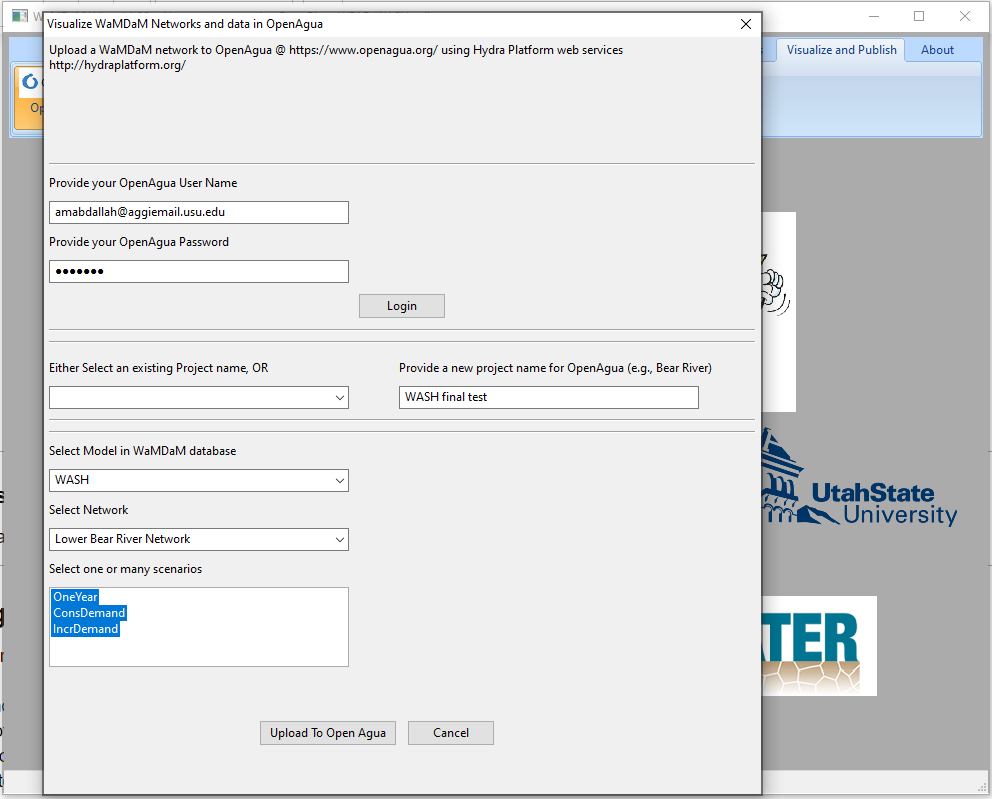 Visualize WaMDaM Networks and data in OpenAgua
Upload a WaMDaM network to OpenAgua @ https://www.openagua.org/ using Hydra Platform web services
http://hydraplatform.org/
Visualize and Publish
About
Op
Provide your OpenAgua User Name
amabdallah@aggiemail.usu.edu
Provide your OpenAgua Password
•••••••
Login
Either Select an existing Project name, OR
Provide a new project name for OpenAgua (e.g., Bear River)
WASH final test
Select Model in WaMDaM database
WASH
Select Network
Lower Bear River Network
Select one or many scenarios
OneYear
ConsDemand
IncrDemand
UtahState
University
TER
Upload To Open Agua
Cancel